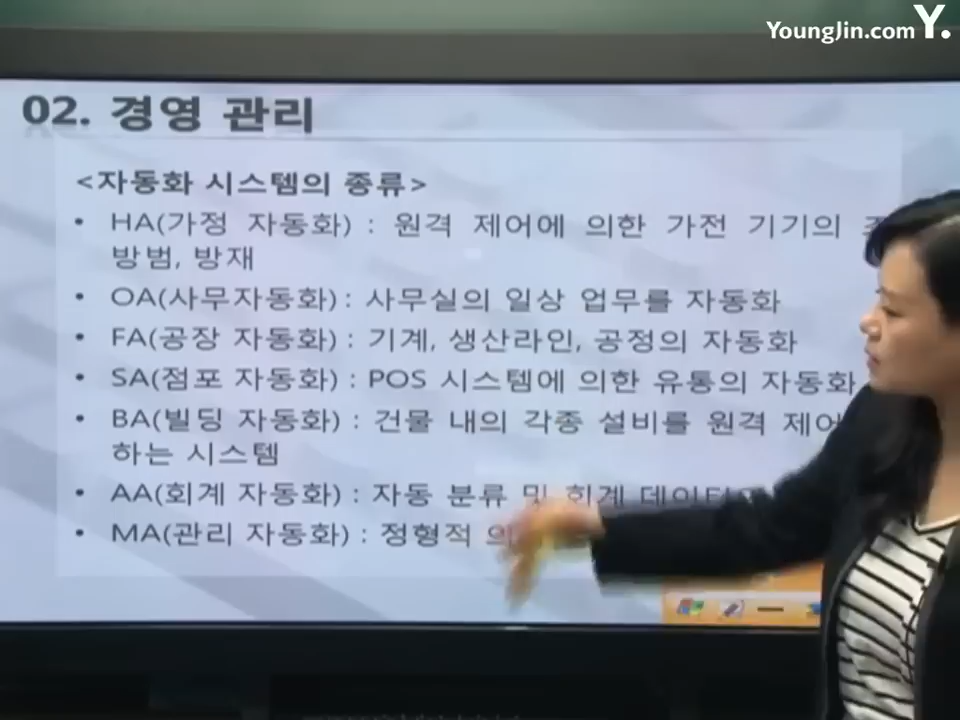 YoungJin.com Y.
02. 경영 관리
<자동화 시스템의 종류>
• HA(가정 자동화) : 원격 제어에 의한 가전 기기의
방범, 방재
• OA(사무자동화) : 사무실의 일상 업무를 자동화
• FA(공장 자동화) : 기계, 생산라인, 공정의 자동화
• SA(점포 자동화) : POS 시스템에 의한 유통의 자동화
• BA(빌딩 자동화) : 건물 내의 각종 설비를 원격 제어
하는 시스템
• AA(회계 자동화) : 자동 분류 및 회계
• MA(관리 자동화) : 정형적